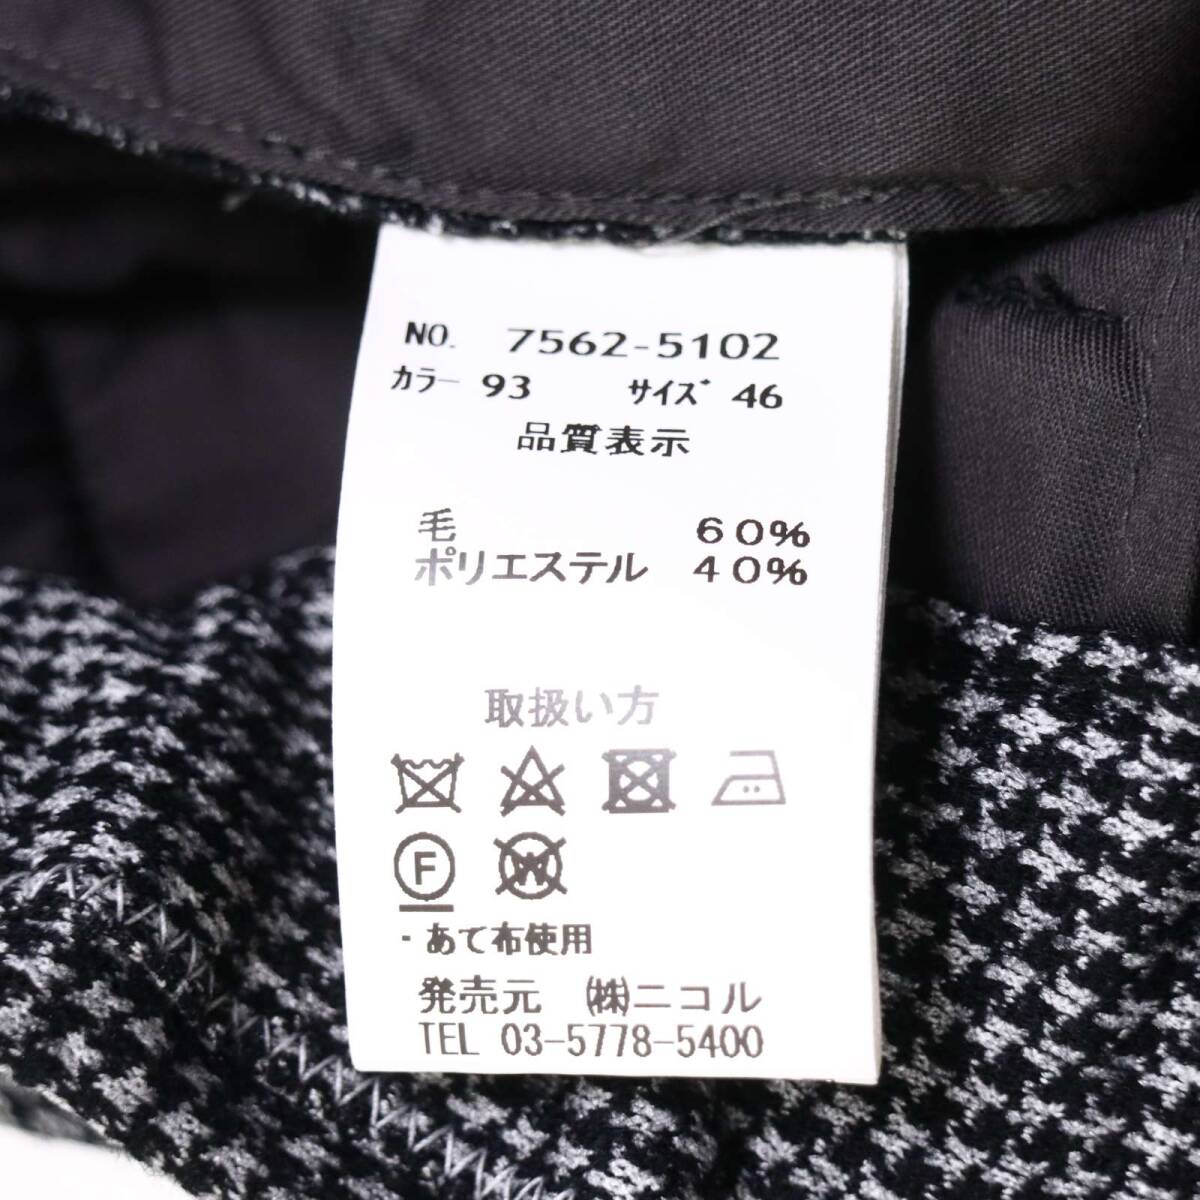 NO. 7562-5102
カラー 93 サイズ 46
品質表示
毛 60%
ポリエステル 40%
取扱い方
F W
・あて布使用
発売元 ㈱ニコル
TEL 03-5778-5400